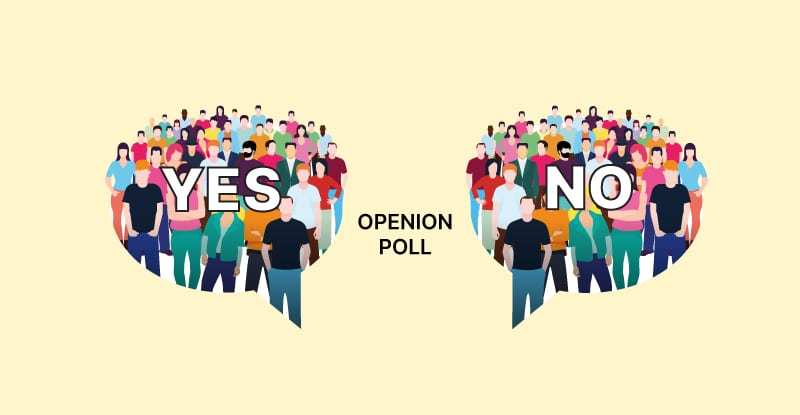 YES
OPENION
POLL
NO